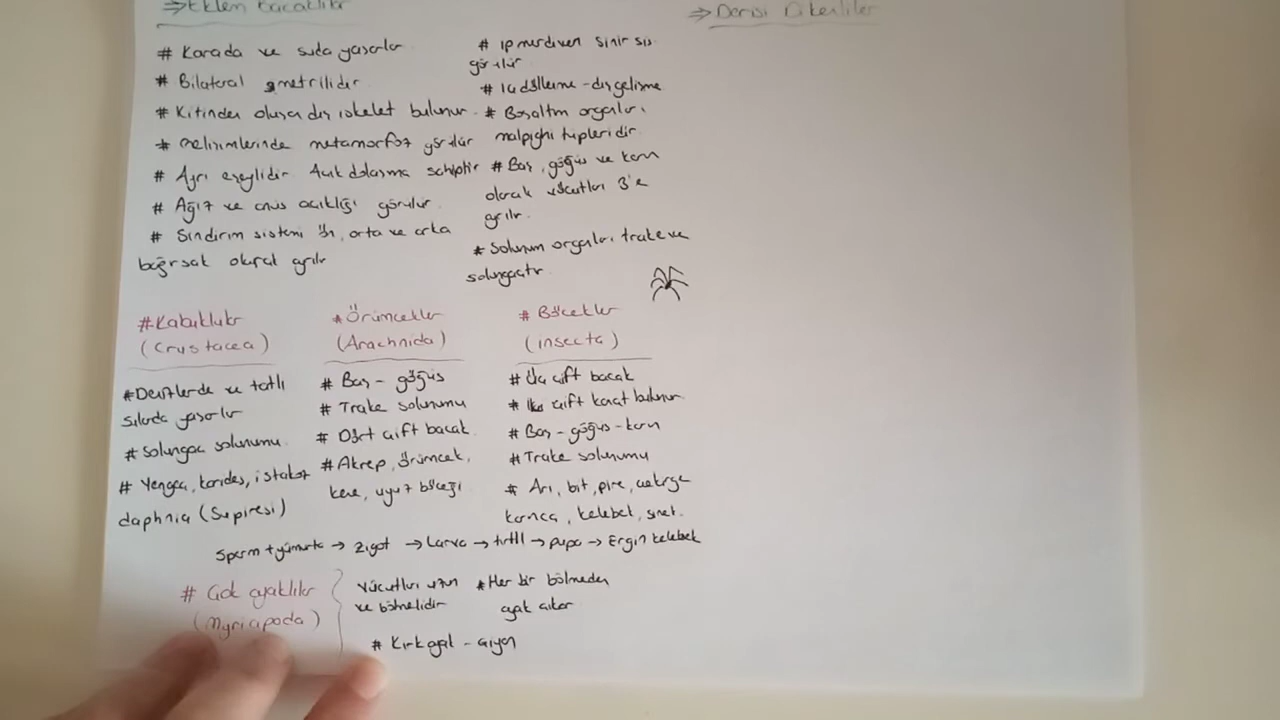 ⇒ Eklem Bacaklılar
# Karada ve suda yaşarlar
# Bilateral simetrilidir
# Kitinden oluşan dış iskelet bulunur.
# Gelişimlerinde metamorfoz görülür
# Ayrı eşeylidir Açık dolaşıma sahiptir
# Ağız ve anüs açıklığı görülür
# Sindirim sistemi ön, orta ve arka
bağırsak olarak ayrılır
# ip merdiven sinir sis.
görülür
# iç döllenme - dış gelişme
# Boşaltım organları
malpighi tüpleridir.
# Baş, göğüs ve karın
olarak vücutları 3'e
ayrılır.
# Solunum organları trake ve
solungaçtır
⇒ Derisi Dikenliler
# Kabuklular
(Crustacea)
# Denizlerde ve tatlı
sularda yaşarlar
# Solungaç solunumu
# Yengeç, karides, istakoz
daphnia (Su piresi)
# Örümcekler
(Arachnida)
# Baş - göğüs
# Trake solunumu
# Dört çift bacak
# Akrep, örümcek,
kene, uyuz böceği
# Böcekler
(insecta)
# Üç çift bacak
# İki çift kanat bulunur
# Baş - göğüs - karın
# Trake solunumu
# Arı, bit, pire, çekirge
karınca, kelebek, sinek.
Sperm + yumurta → Zigot → Larva → tırtıl → pupa → Ergin kelebek
# Çok ayaklılar
(Myriapoda)
Vücutları uzun
ve bölmelidir
# Her bir bölmeden
ayak çıkar
# Kırkayak - çıyan